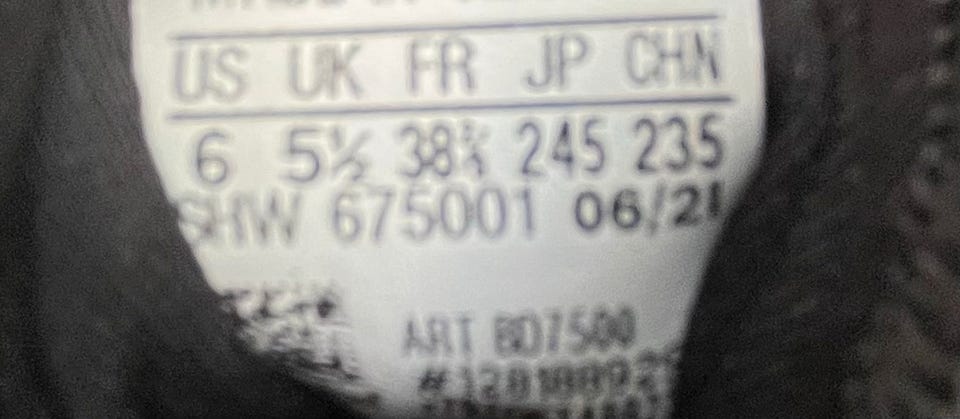 US UK FR JP CHN
6 5½ 38⅔ 245 235
SHW 675001 06/21
ART BD7500